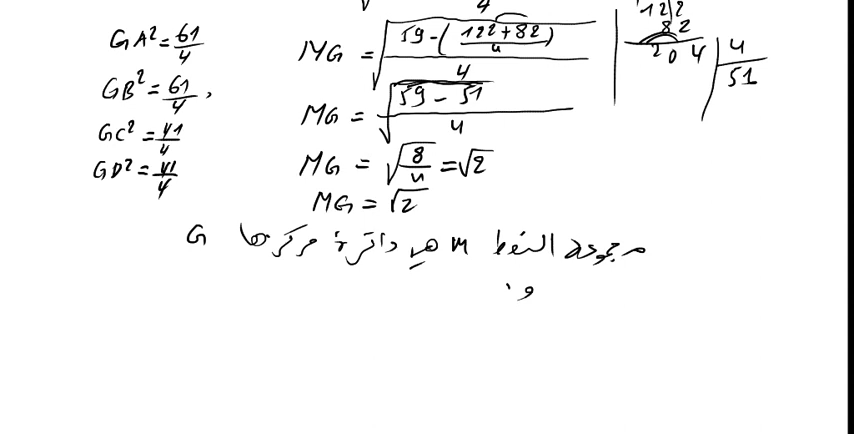 4
GA² = 61/4
GB² = 61/4 ,
GC² = 41/4
GD² = 41/4
MG = √((59 - ((122 + 82)/4))/4)
MG = √((59 - 51)/4)
MG = √(8/4) = √2
MG = √2
122
82
204 | 4
51
مجموعة النقط M هي دائرة مركزها G
و